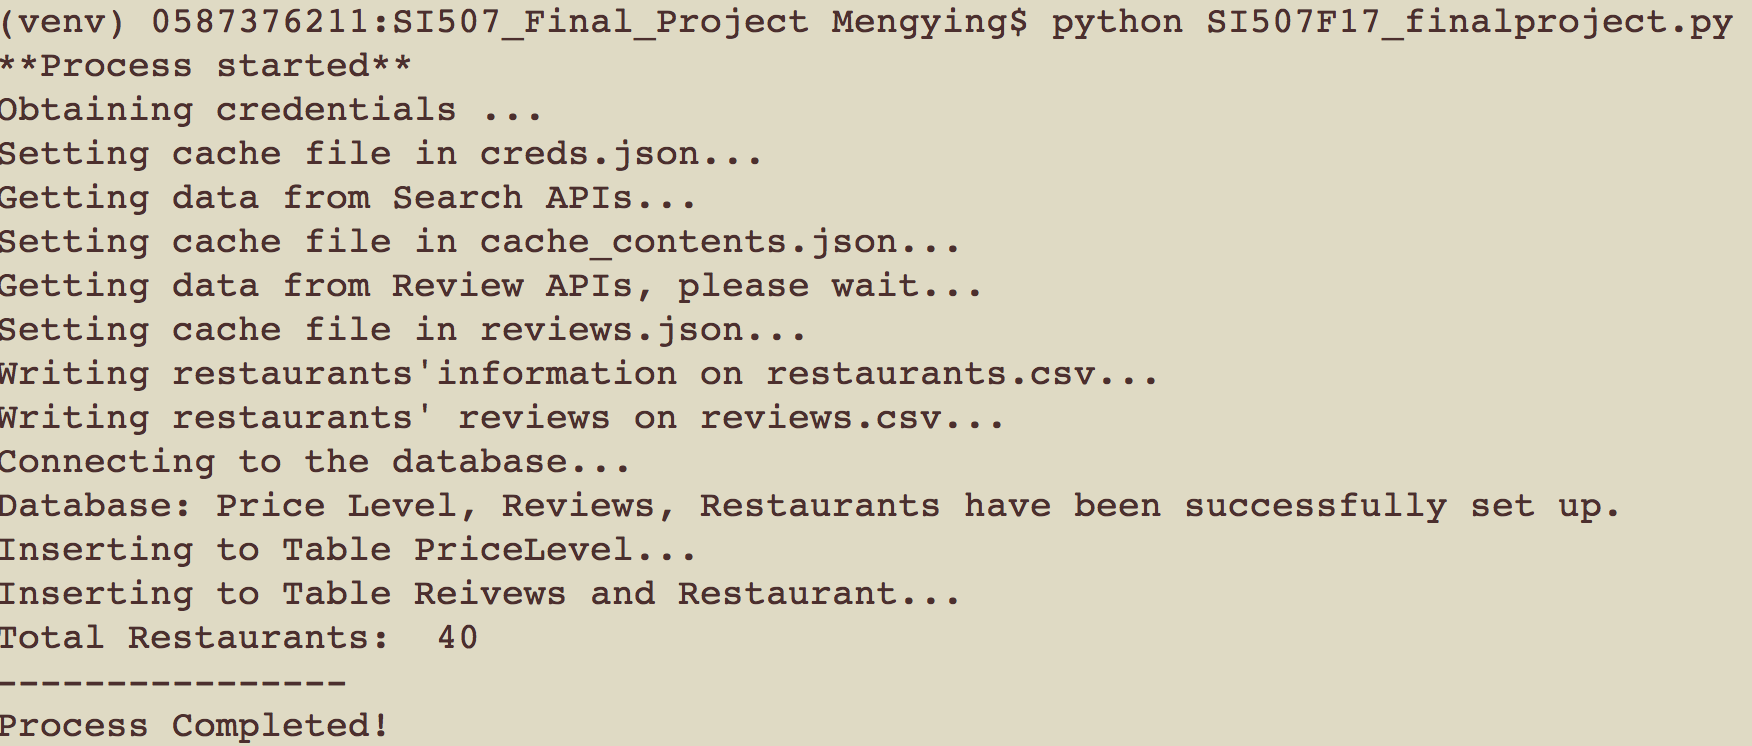 (venv) 0587376211:SI507_Final_Project Mengying$ python SI507F17_finalproject.py
**Process started**
Obtaining credentials ...
Setting cache file in creds.json...
Getting data from Search APIs...
Setting cache file in cache_contents.json...
Getting data from Review APIs, please wait...
Setting cache file in reviews.json...
Writing restaurants'information on restaurants.csv...
Writing restaurants' reviews on reviews.csv...
Connecting to the database...
Database: Price Level, Reviews, Restaurants have been successfully set up.
Inserting to Table PriceLevel...
Inserting to Table Reivews and Restaurant...
Total Restaurants:  40
----------------
Process Completed!